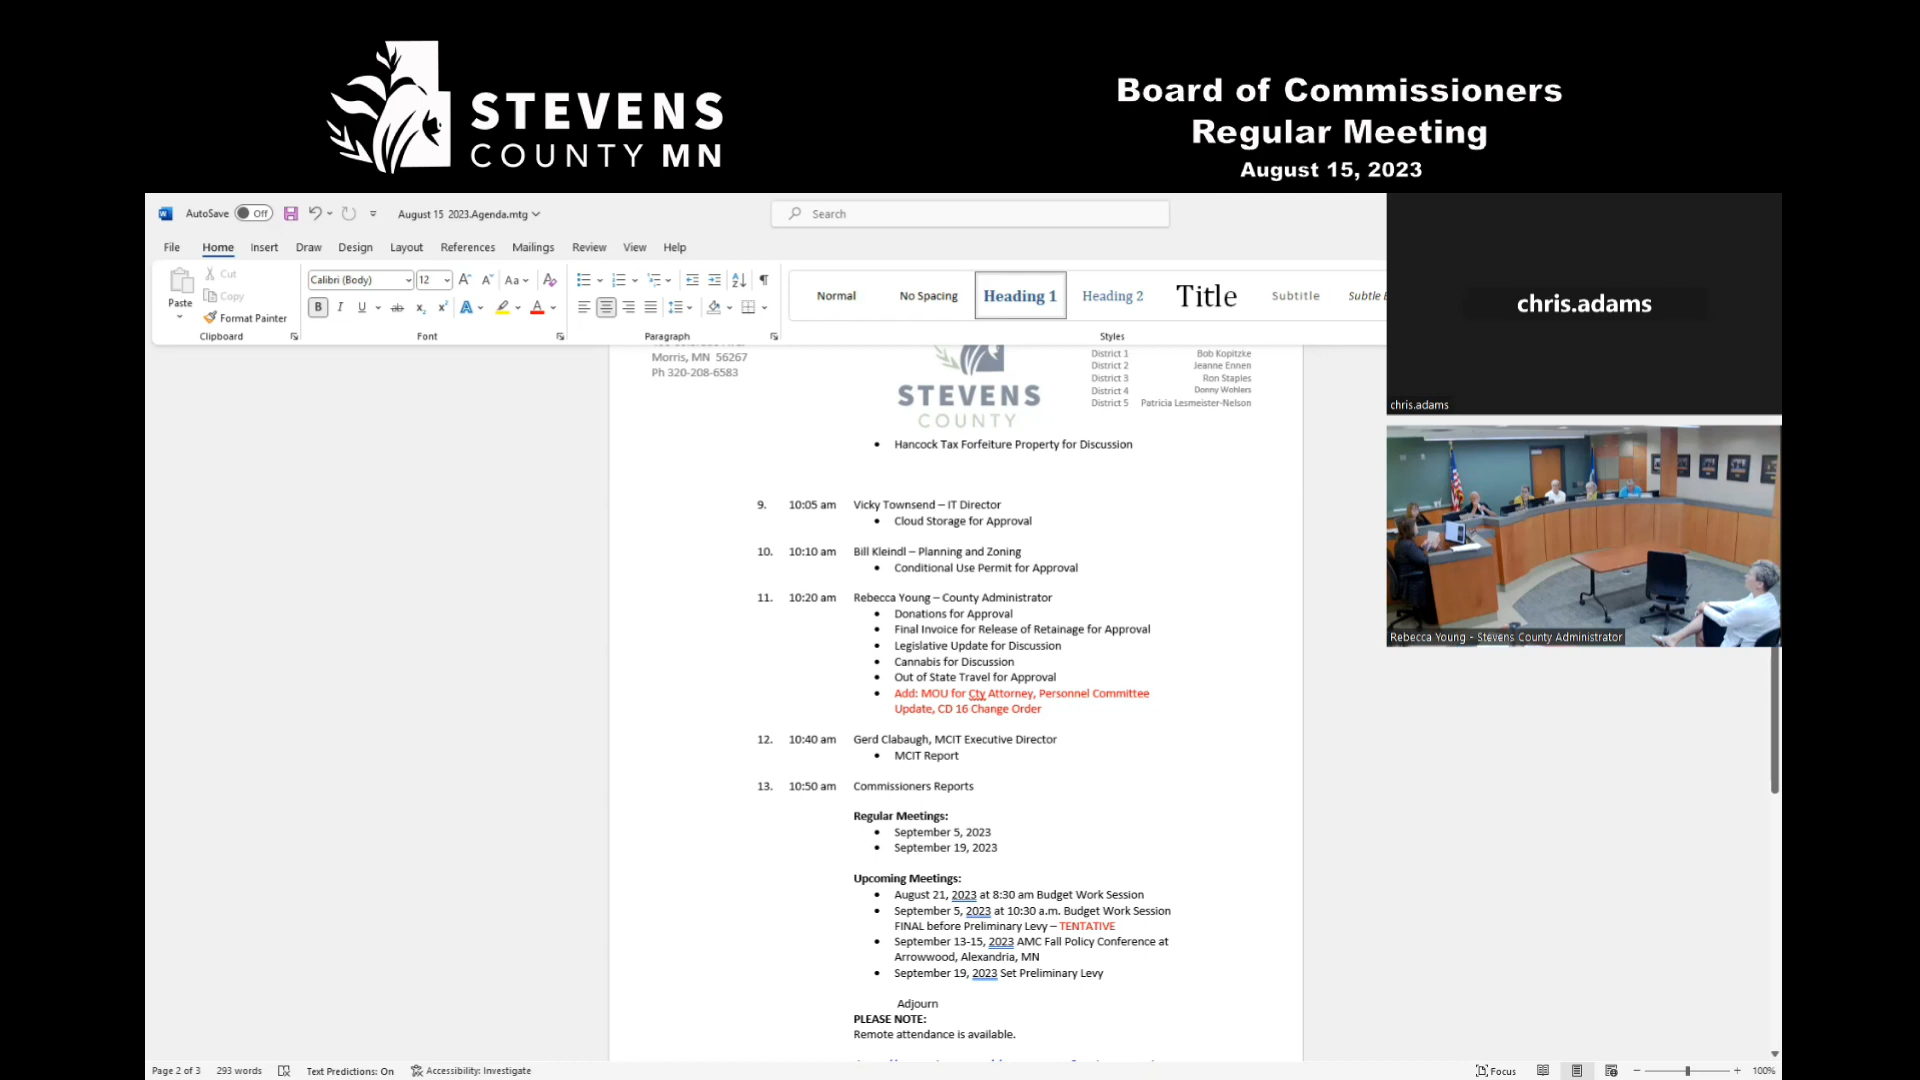 STEVENS
COUNTY MN
Board of Commissioners
Regular Meeting
August 15, 2023
AutoSave Off
August 15 2023.Agenda.mtg
Search
File Home Insert Draw Design Layout References Mailings Review View Help
Paste
Cut
Copy
Format Painter
Clipboard
Calibri (Body) 12
Font
Paragraph
Normal
No Spacing
Heading 1
Heading 2
Title
Subtitle
Styles
Morris, MN 56267
Ph 320-208-6583
STEVENS
COUNTY
District 1 Bob Kopitzke
District 2 Jeanne Ennen
District 3 Ron Staples
District 4 Donny Wohlers
District 5 Patricia Lesmeister-Nelson
• Hancock Tax Forfeiture Property for Discussion
9. 10:05 am Vicky Townsend – IT Director
• Cloud Storage for Approval
10. 10:10 am Bill Kleindl – Planning and Zoning
• Conditional Use Permit for Approval
11. 10:20 am Rebecca Young – County Administrator
• Donations for Approval
• Final Invoice for Release of Retainage for Approval
• Legislative Update for Discussion
• Cannabis for Discussion
• Out of State Travel for Approval
• Add: MOU for Cty Attorney, Personnel Committee
Update, CD 16 Change Order
12. 10:40 am Gerd Clabaugh, MCIT Executive Director
• MCIT Report
13. 10:50 am Commissioners Reports
Regular Meetings:
• September 5, 2023
• September 19, 2023
Upcoming Meetings:
• August 21, 2023 at 8:30 am Budget Work Session
• September 5, 2023 at 10:30 a.m. Budget Work Session
FINAL before Preliminary Levy – TENTATIVE
• September 13-15, 2023 AMC Fall Policy Conference at
Arrowwood, Alexandria, MN
• September 19, 2023 Set Preliminary Levy
Adjourn
PLEASE NOTE:
Remote attendance is available.
chris.adams
chris.adams
Rebecca Young - Stevens County Administrator
Page 2 of 3 293 words Text Predictions: On Accessibility: Investigate
Focus
100%